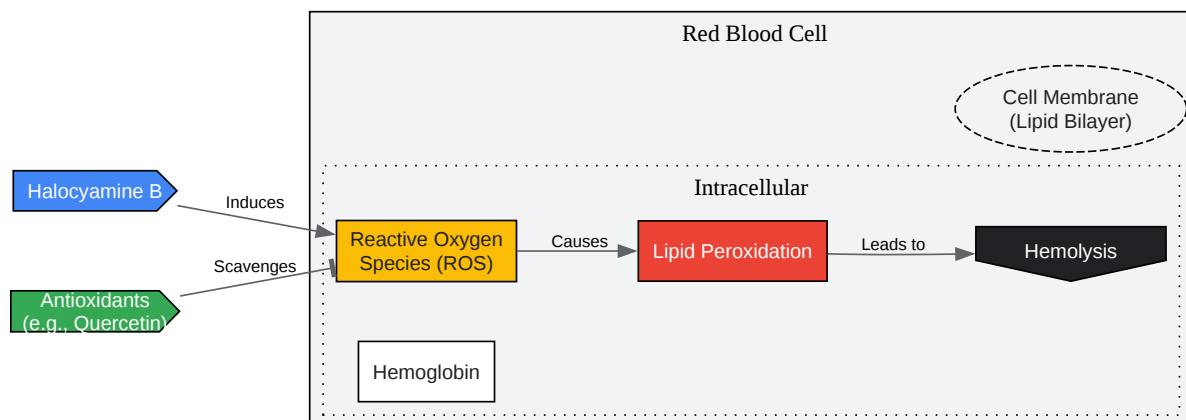 Red Blood Cell
Cell Membrane
(Lipid Bilayer)
Intracellular
Halocyamine B
Induces
Reactive Oxygen
Species (ROS)
Causes
Lipid Peroxidation
Leads to
Hemolysis
Scavenges
Antioxidants
(e.g., Quercetin)
Hemoglobin